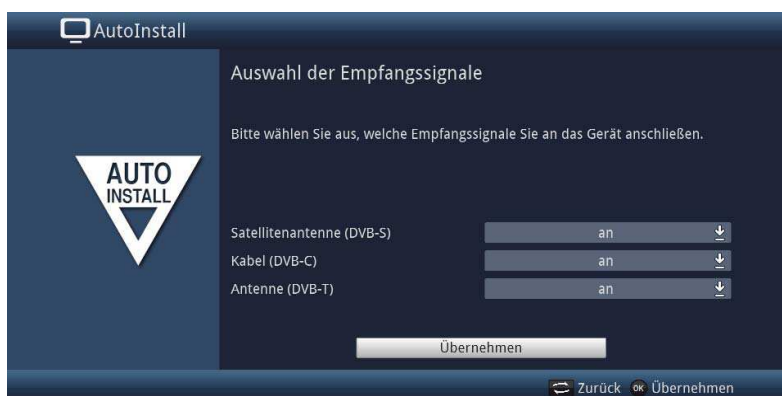 AutoInstall
Auswahl der Empfangssignale
Bitte wählen Sie aus, welche Empfangssignale Sie an das Gerät anschließen.
AUTO
INSTALL
Satellitenantenne (DVB-S) an
Kabel (DVB-C) an
Antenne (DVB-T) an
Übernehmen
Zurück OK Übernehmen